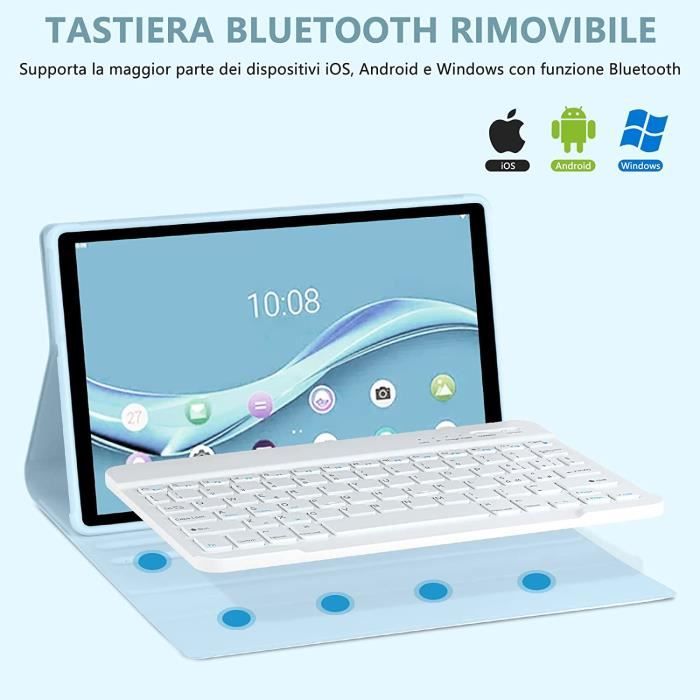 TASTIERA BLUETOOTH RIMOVIBILE
Supporta la maggior parte dei dispositivi iOS, Android e Windows con funzione Bluetooth
iOS Android Windows
10:08
27